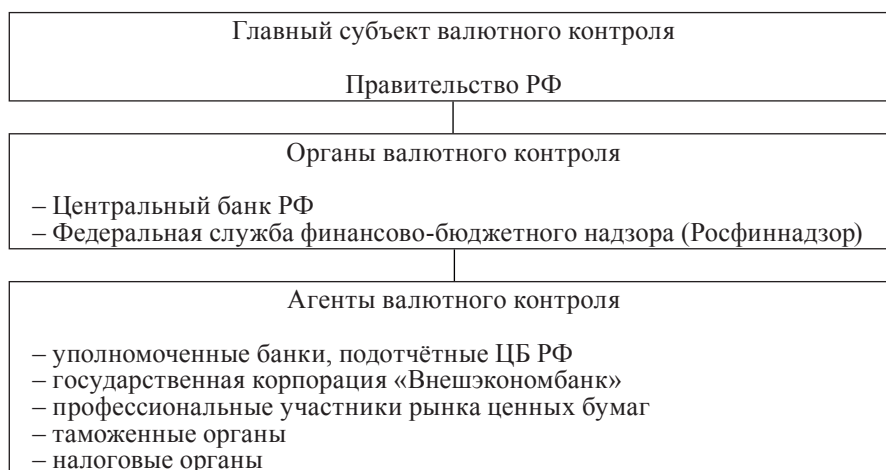 Главный субъект валютного контроля
Правительство РФ
Органы валютного контроля
– Центральный банк РФ
– Федеральная служба финансово-бюджетного надзора (Росфиннадзор)
Агенты валютного контроля
– уполномоченные банки, подотчётные ЦБ РФ
– государственная корпорация «Внешэкономбанк»
– профессиональные участники рынка ценных бумаг
– таможенные органы
– налоговые органы